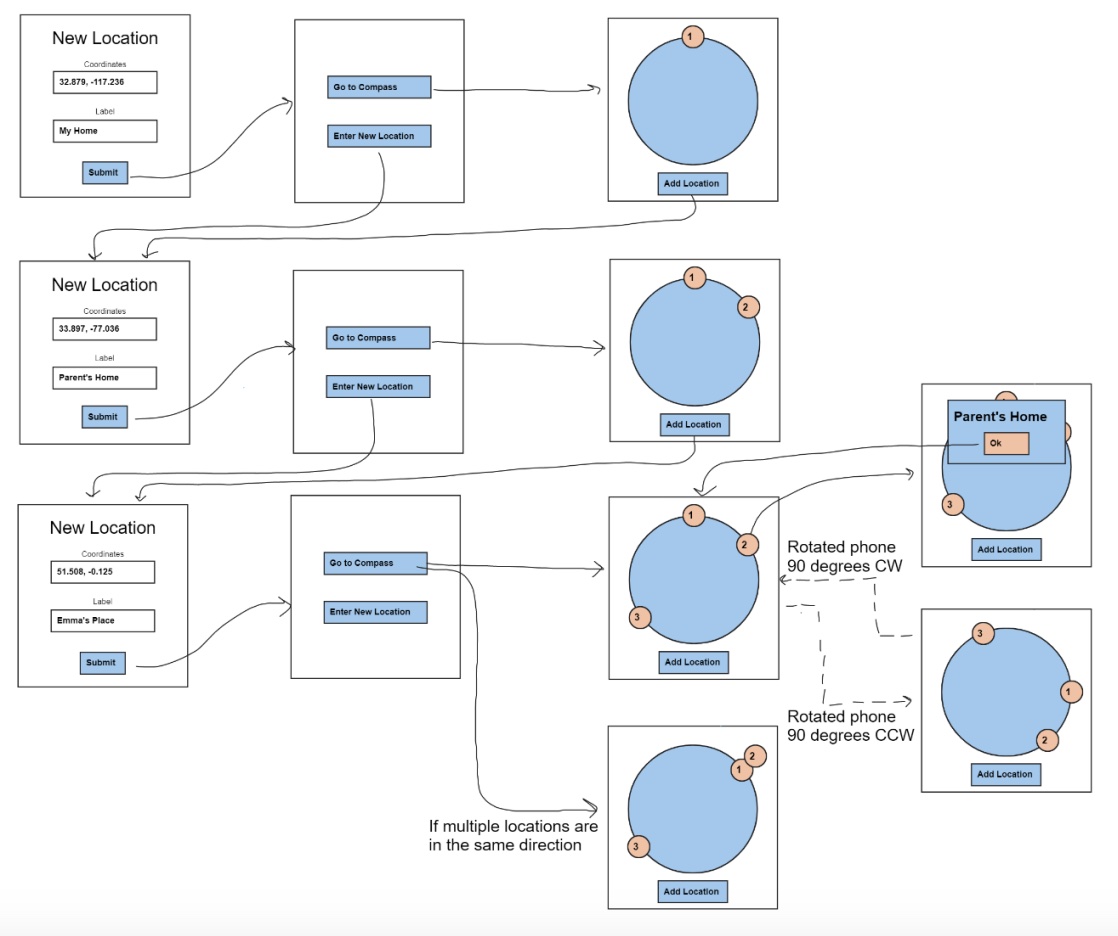 New Location
Coordinates
32.879, -117.236
Label
My Home
Submit
Go to Compass
Enter New Location
1
Add Location
New Location
Coordinates
33.897, -77.036
Label
Parent's Home
Submit
Go to Compass
Enter New Location
1
2
Add Location
New Location
Coordinates
51.508, -0.125
Label
Emma's Place
Submit
Go to Compass
Enter New Location
1
2
3
Add Location
Parent's Home
Ok
3
Add Location
Rotated phone
90 degrees CW
Rotated phone
90 degrees CCW
3
1
2
Add Location
If multiple locations are
in the same direction
2
1
3
Add Location